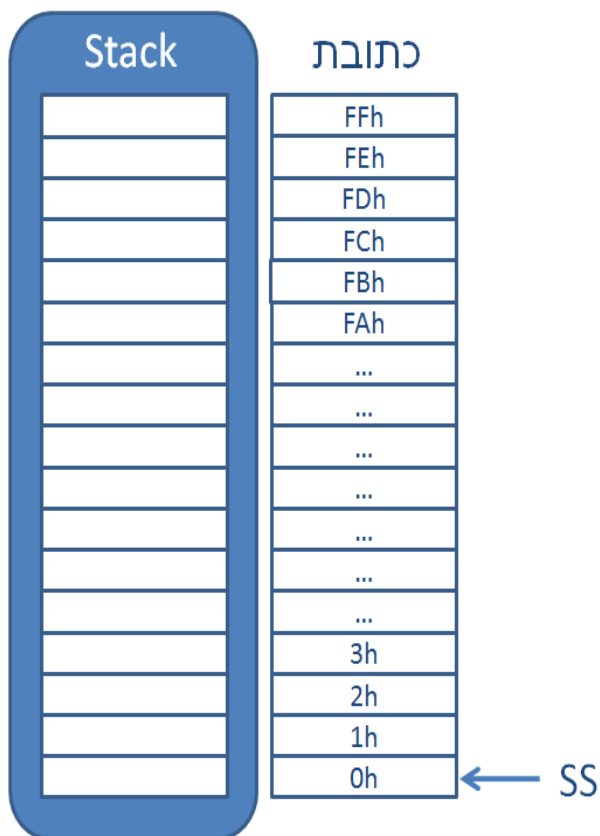 Stack כתובת
FFh
FEh
FDh
FCh
FBh
FAh
...
...
...
...
...
...
...
3h
2h
1h
0h SS